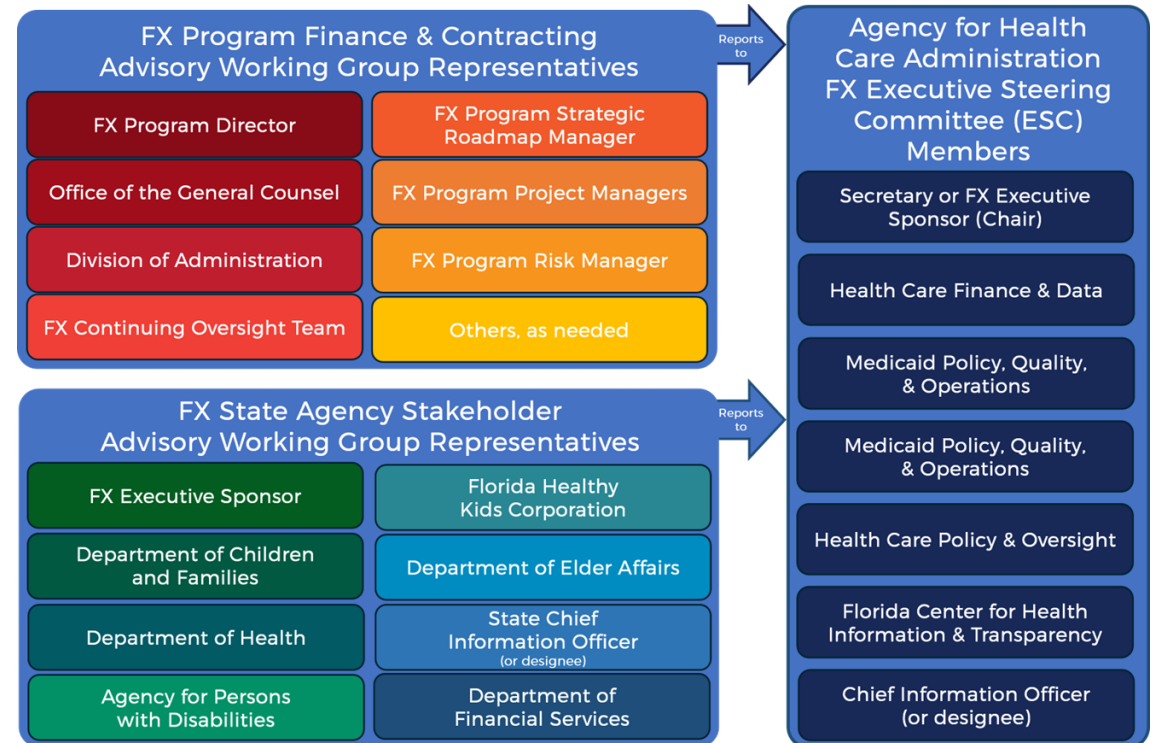 FX Program Finance & Contracting
Advisory Working Group Representatives
FX Program Director
FX Program Strategic
Roadmap Manager
Office of the General Counsel
FX Program Project Managers
Division of Administration
FX Program Risk Manager
FX Continuing Oversight Team
Others, as needed
Reports
to
FX State Agency Stakeholder
Advisory Working Group Representatives
FX Executive Sponsor
Florida Healthy
Kids Corporation
Department of Children
and Families
Department of Elder Affairs
Department of Health
State Chief
Information Officer
(or designee)
Agency for Persons
with Disabilities
Department of
Financial Services
Reports
to
Agency for Health
Care Administration
FX Executive Steering
Committee (ESC)
Members
Secretary or FX Executive
Sponsor (Chair)
Health Care Finance & Data
Medicaid Policy, Quality,
& Operations
Medicaid Policy, Quality,
& Operations
Health Care Policy & Oversight
Florida Center for Health
Information & Transparency
Chief Information Officer
(or designee)